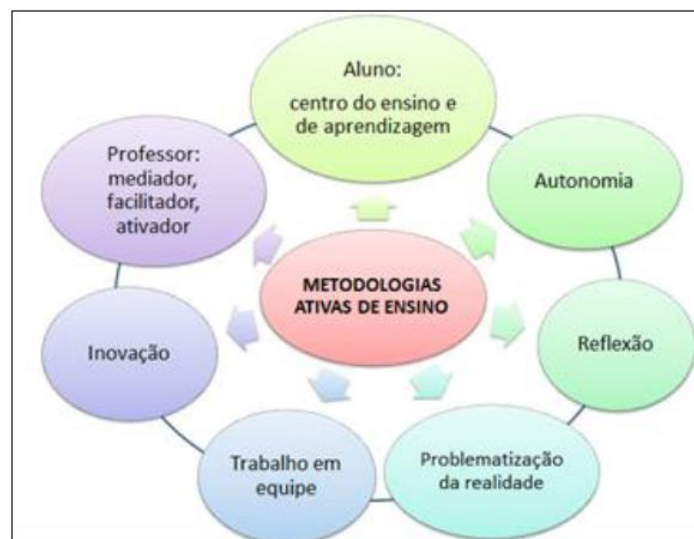 Aluno:
centro do ensino e
de aprendizagem
Professor:
mediador,
facilitador,
ativador
Autonomia
METODOLOGIAS
ATIVAS DE ENSINO
Inovação
Reflexão
Trabalho em
equipe
Problematização
da realidade